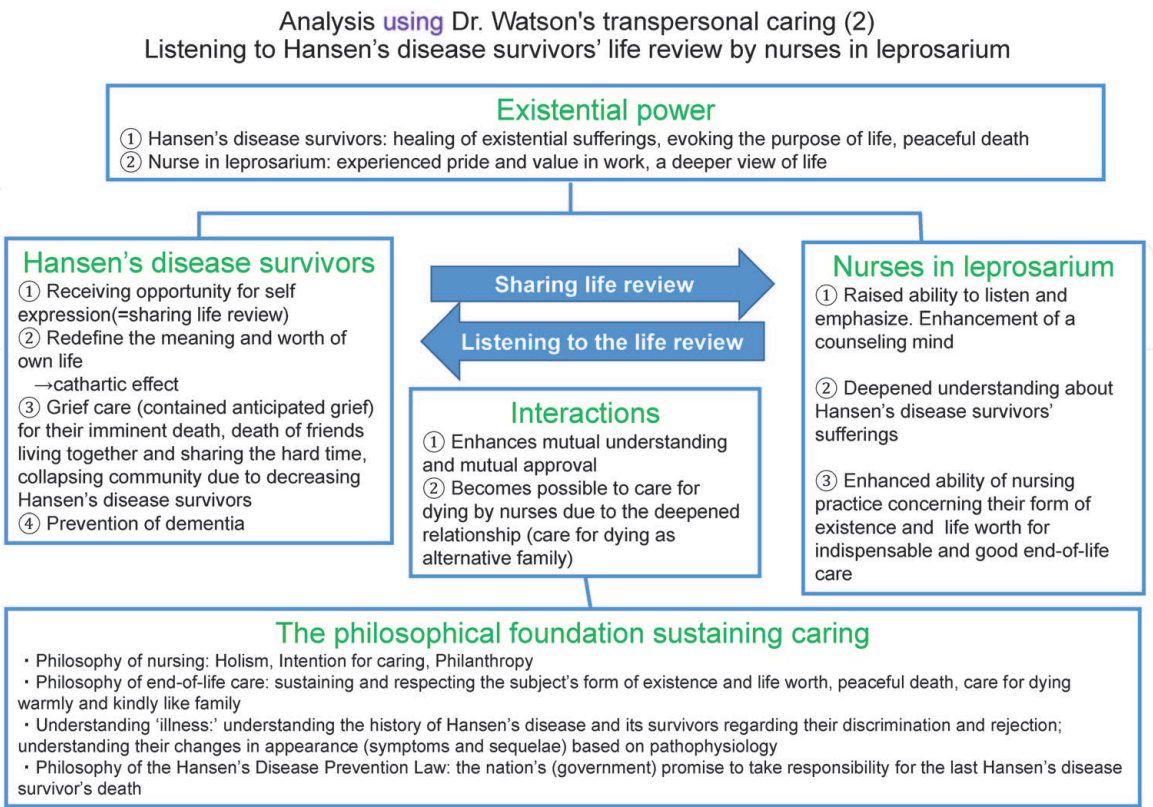 Analysis using Dr. Watson's transpersonal caring (2)
Listening to Hansen's disease survivors' life review by nurses in leprosarium
Existential power
① Hansen's disease survivors: healing of existential sufferings, evoking the purpose of life, peaceful death
② Nurse in leprosarium: experienced pride and value in work, a deeper view of life
Hansen's disease survivors
① Receiving opportunity for self
expression(=sharing life review)
② Redefine the meaning and worth of
own life
→cathartic effect
③ Grief care (contained anticipated grief)
for their imminent death, death of friends
living together and sharing the hard time,
collapsing community due to decreasing
Hansen's disease survivors
④ Prevention of dementia
Sharing life review
Listening to the life review
Interactions
① Enhances mutual understanding
and mutual approval
② Becomes possible to care for
dying by nurses due to the deepened
relationship (care for dying as
alternative family)
Nurses in leprosarium
① Raised ability to listen and
emphasize. Enhancement of a
counseling mind
② Deepened understanding about
Hansen's disease survivors'
sufferings
③ Enhanced ability of nursing
practice concerning their form of
existence and life worth for
indispensable and good end-of-life
care
The philosophical foundation sustaining caring
・Philosophy of nursing: Holism, Intention for caring, Philanthropy
・Philosophy of end-of-life care: sustaining and respecting the subject's form of existence and life worth, peaceful death, care for dying
warmly and kindly like family
・Understanding 'illness:' understanding the history of Hansen's disease and its survivors regarding their discrimination and rejection;
understanding their changes in appearance (symptoms and sequelae) based on pathophysiology
・Philosophy of the Hansen's Disease Prevention Law: the nation's (government) promise to take responsibility for the last Hansen's disease
survivor's death